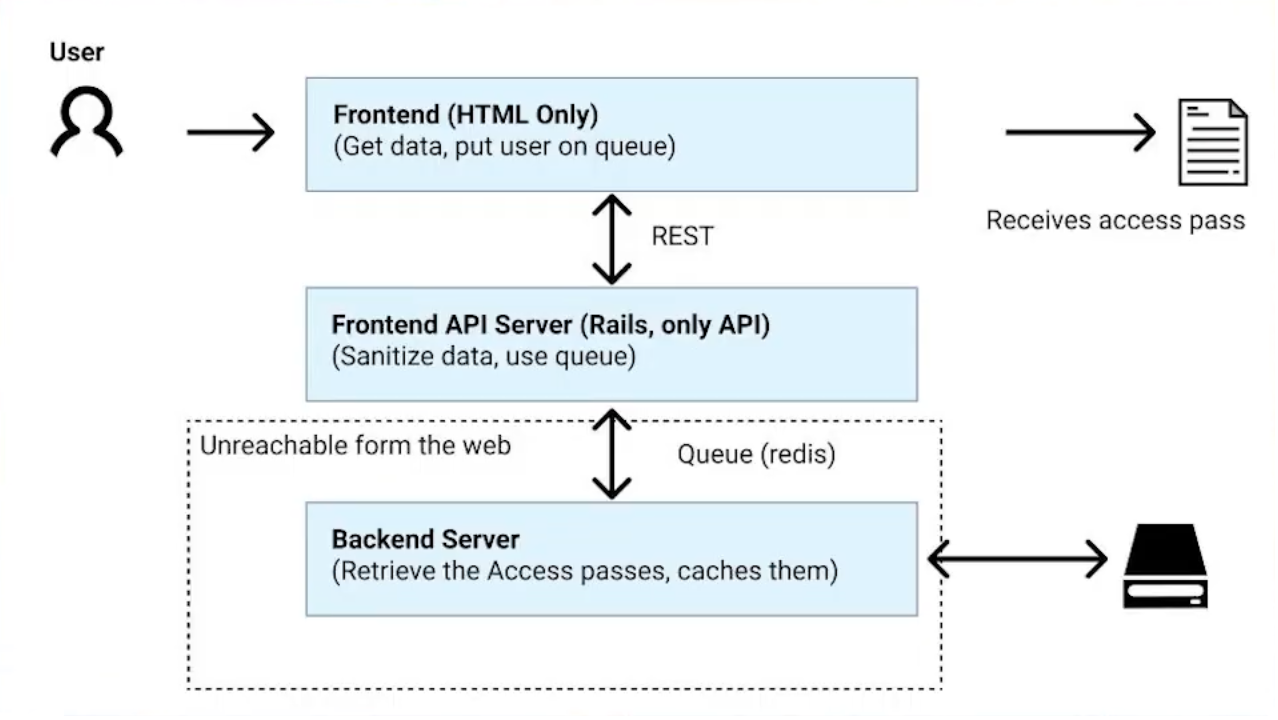 User
Frontend (HTML Only)
(Get data, put user on queue)
Receives access pass
REST
Frontend API Server (Rails, only API)
(Sanitize data, use queue)
Unreachable form the web
Queue (redis)
Backend Server
(Retrieve the Access passes, caches them)